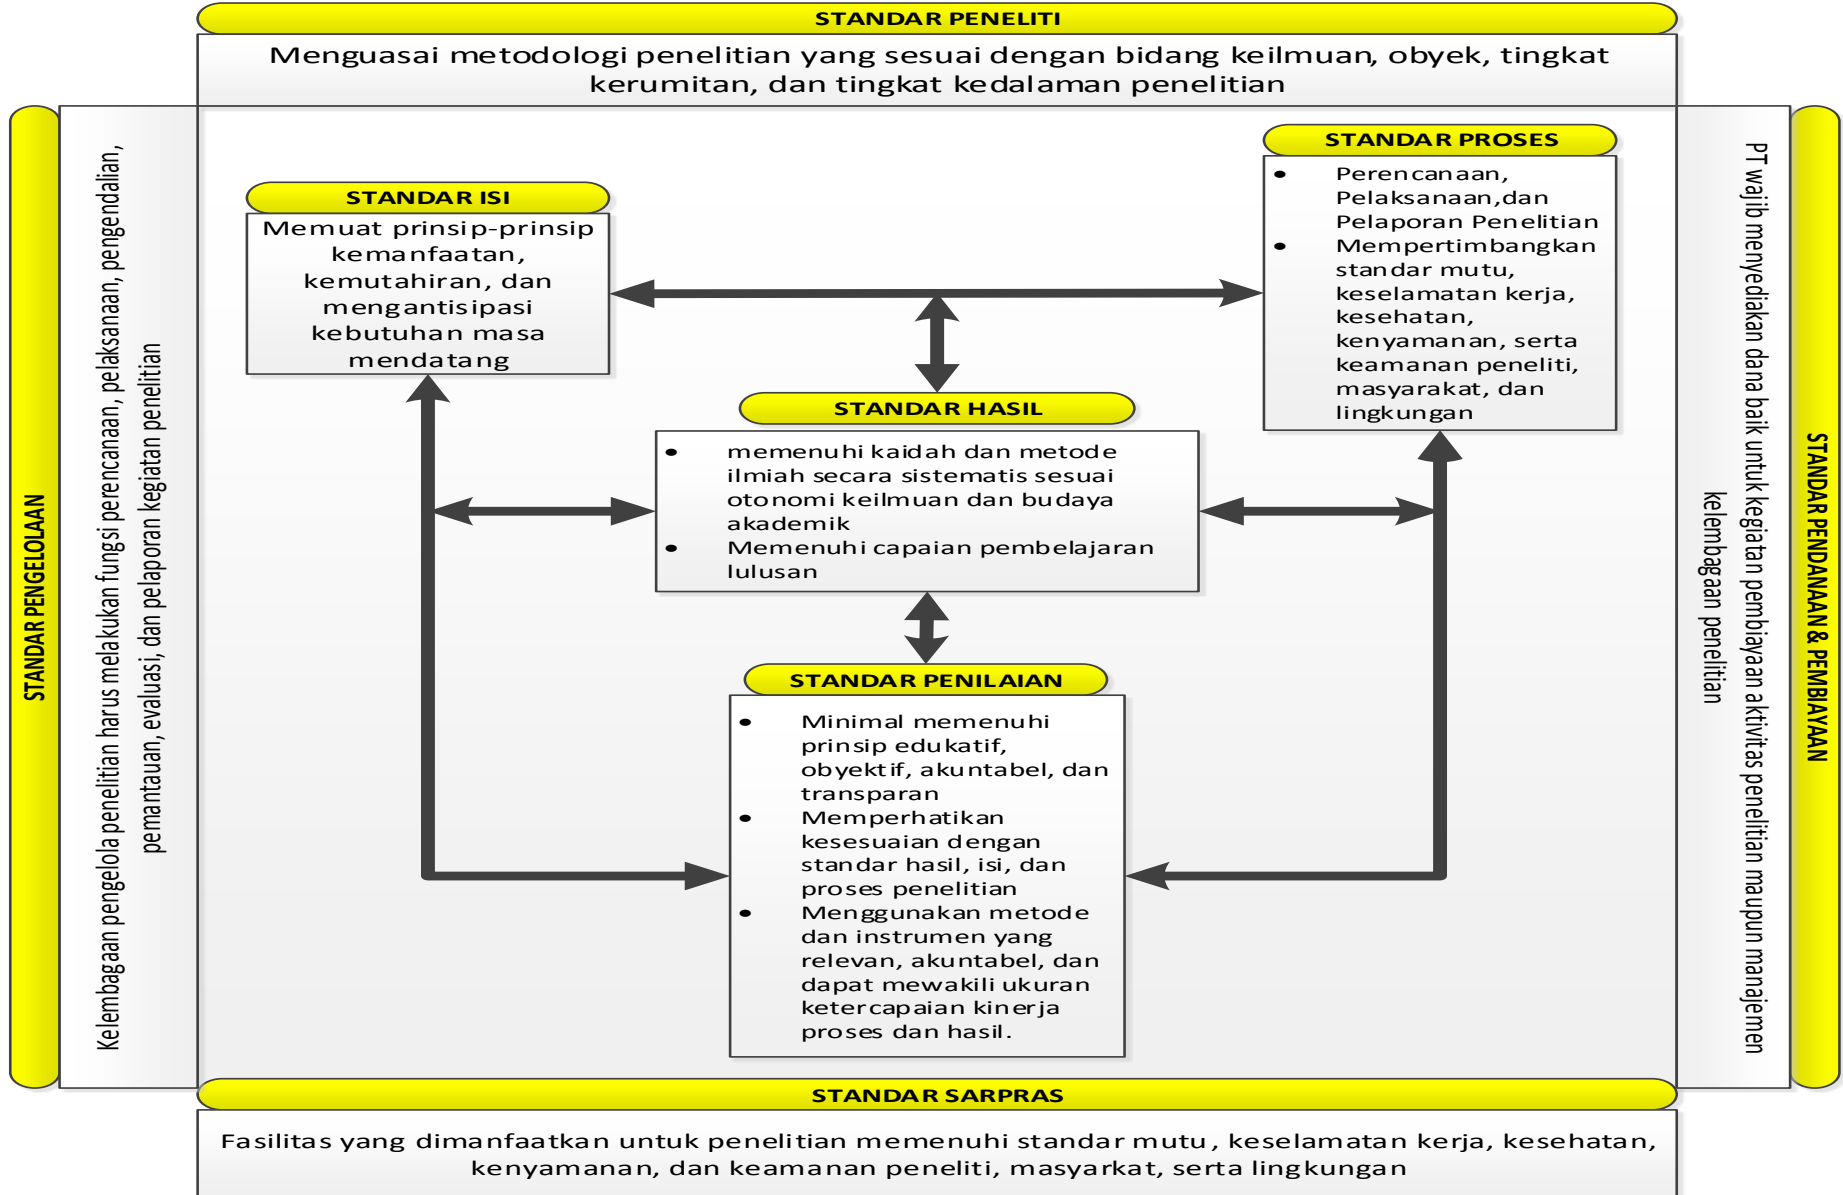 STANDAR PENELITI
Menguasai metodologi penelitian yang sesuai dengan bidang keilmuan, obyek, tingkat
kerumitan, dan tingkat kedalaman penelitian
STANDAR PENGELOLAAN
Kelembagaan pengelola penelitian harus melakukan fungsi perencanaan, pelaksanaan, pengendalian,
pemantauan, evaluasi, dan pelaporan kegiatan penelitian
STANDAR ISI
Memuat prinsip-prinsip
kemanfaatan,
kemutahiran, dan
mengantisipasi
kebutuhan masa
mendatang
STANDAR PROSES
• Perencanaan,
Pelaksanaan,dan
Pelaporan Penelitian
• Mempertimbangkan
standar mutu,
keselamatan kerja,
kesehatan,
kenyamanan, serta
keamanan peneliti,
masyarakat, dan
lingkungan
STANDAR HASIL
• memenuhi kaidah dan metode
ilmiah secara sistematis sesuai
otonomi keilmuan dan budaya
akademik
• Memenuhi capaian pembelajaran
lulusan
STANDAR PENILAIAN
• Minimal memenuhi
prinsip edukatif,
obyektif, akuntabel, dan
transparan
• Memperhatikan
kesesuaian dengan
standar hasil, isi, dan
proses penelitian
• Menggunakan metode
dan instrumen yang
relevan, akuntabel, dan
dapat mewakili ukuran
ketercapaian kinerja
proses dan hasil.
PT wajib menyediakan dana baik untuk kegiatan pembiayaan aktivitas penelitian maupun manajemen
kelembagaan penelitian
STANDAR PENDANAAN & PEMBIAYAAN
STANDAR SARPRAS
Fasilitas yang dimanfaatkan untuk penelitian memenuhi standar mutu, keselamatan kerja, kesehatan,
kenyamanan, dan keamanan peneliti, masyarkat, serta lingkungan